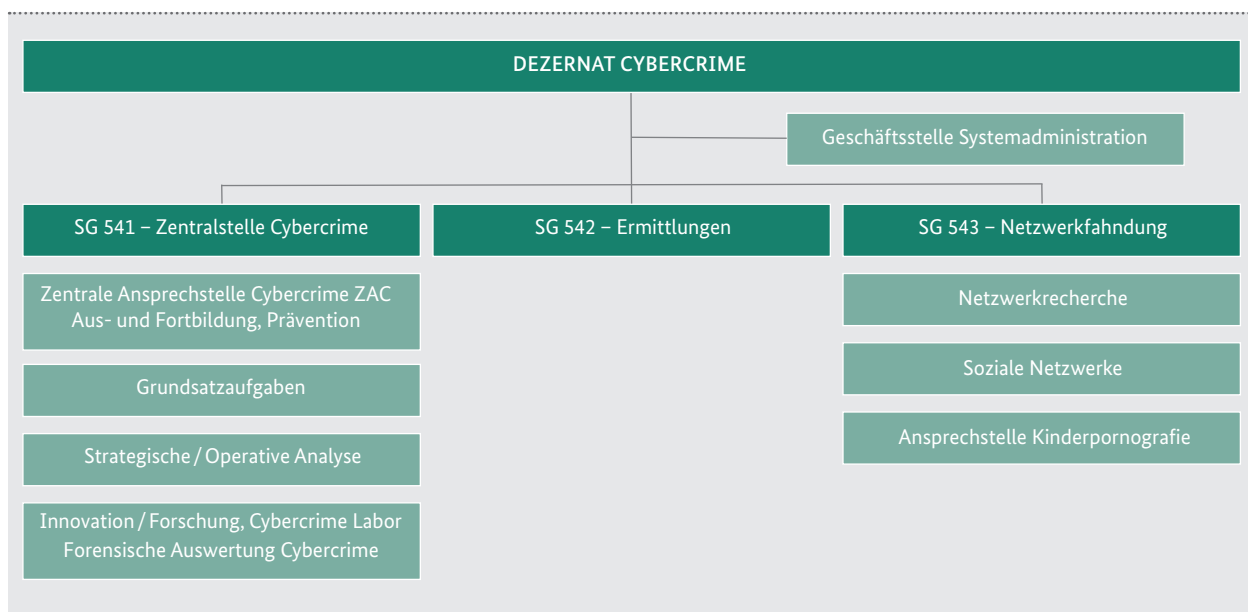 DEZERNAT CYBERCRIME
Geschäftsstelle Systemadministration
SG 541 – Zentralstelle Cybercrime
Zentrale Ansprechstelle Cybercrime ZAC
Aus- und Fortbildung, Prävention
Grundsatzaufgaben
Strategische / Operative Analyse
Innovation / Forschung, Cybercrime Labor
Forensische Auswertung Cybercrime
SG 542 – Ermittlungen
SG 543 – Netzwerkfahndung
Netzwerkrecherche
Soziale Netzwerke
Ansprechstelle Kinderpornografie